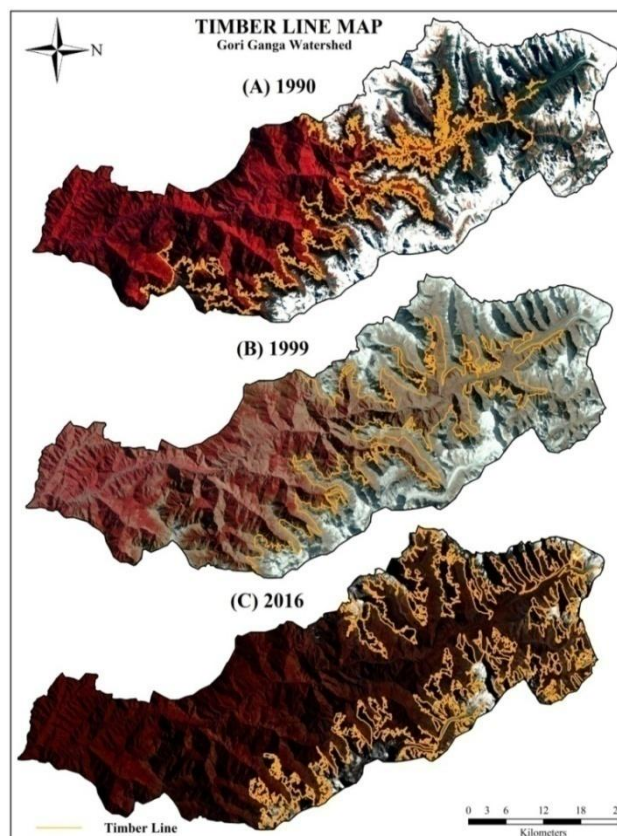 TIMBER LINE MAP
Gori Ganga Watershed
N
(A) 1990
(B) 1999
(C) 2016
Timber Line
0 3 6 12 18
Kilometers